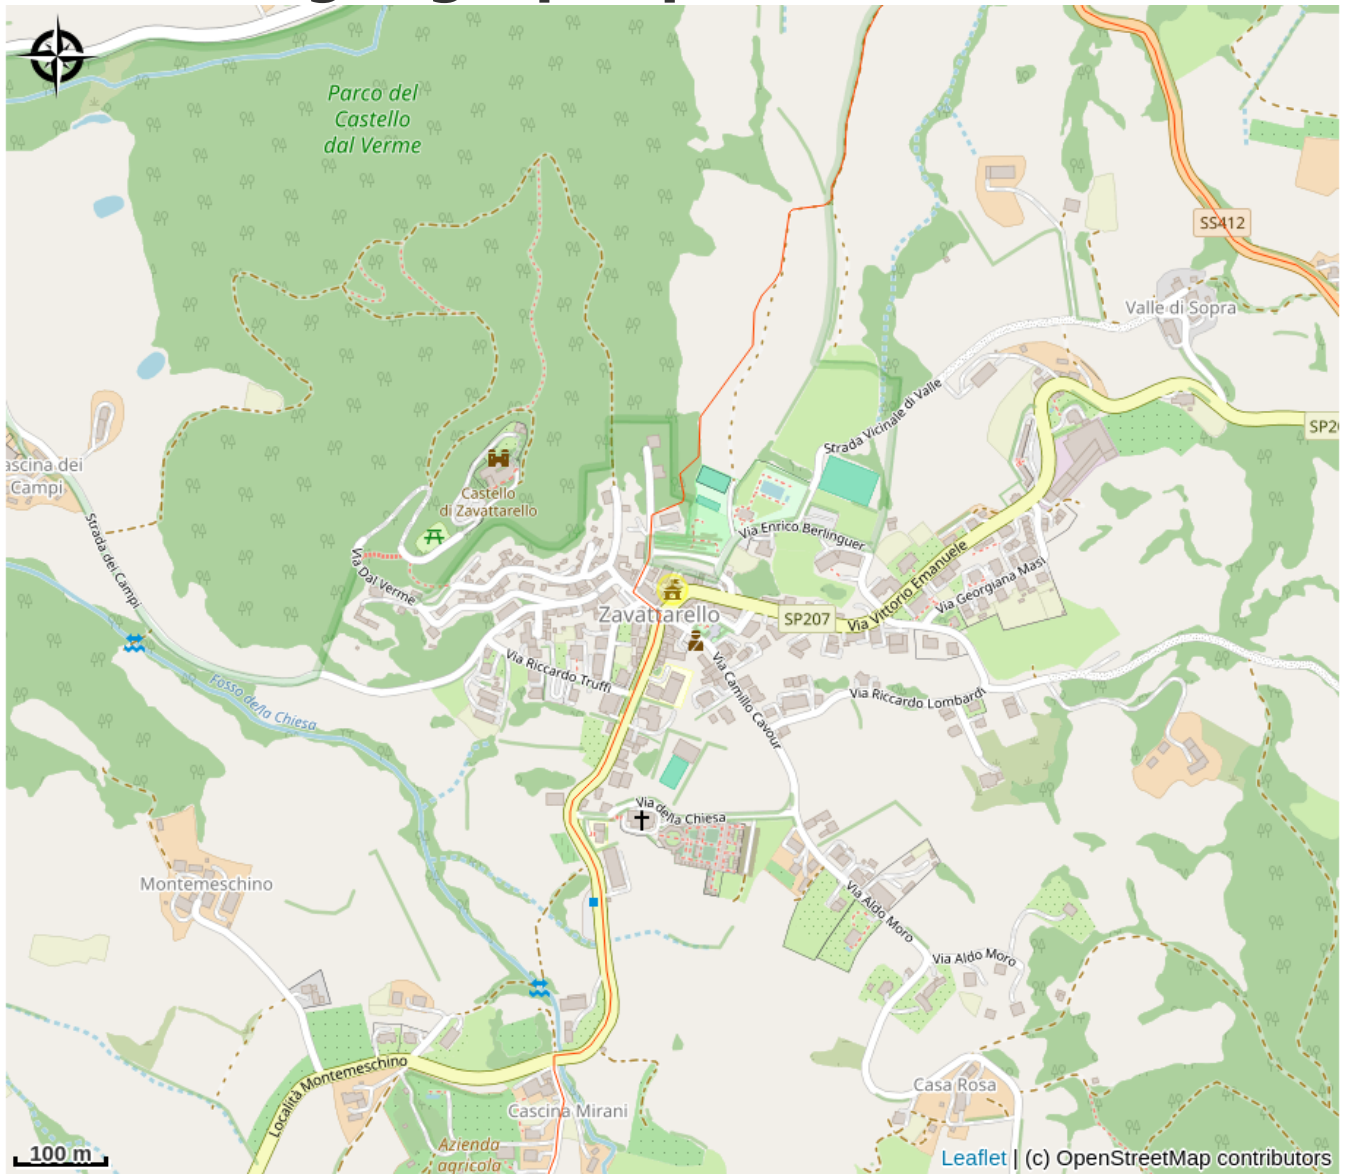 Parco del
Castello
dal Verme
SS412
Valle di Sopra
Strada Vicinale di Valle
SP20
ascina dei
Campi
Castello
di Zavattarello
Strada dei Campi
Via Enrico Berlinguer
Via Dal Verme
Via Vittorio Emanuele
Via Georgiana Masi
Zavattarello
SP207
Via Riccardo Truffi
Via Camillo Cavour
Via Riccardo Lombardi
Fosso della Chiesa
Via della Chiesa
Montemeschino
Via Aldo Moro
Via Aldo Moro
Località Montemeschino
Casa Rosa
Cascina Mirani
Azienda
agricola
100 m
Leaflet | (c) OpenStreetMap contributors